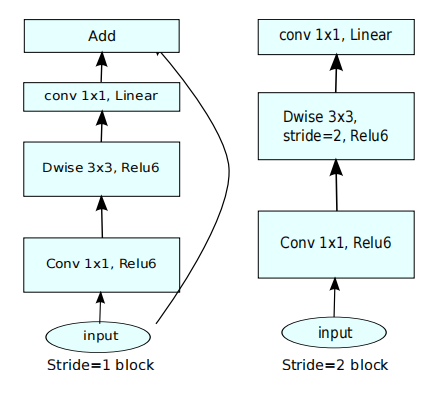 Add
conv 1x1, Linear
Dwise 3x3, Relu6
Conv 1x1, Relu6
input
Stride=1 block
conv 1x1, Linear
Dwise 3x3,
stride=2, Relu6
Conv 1x1, Relu6
input
Stride=2 block